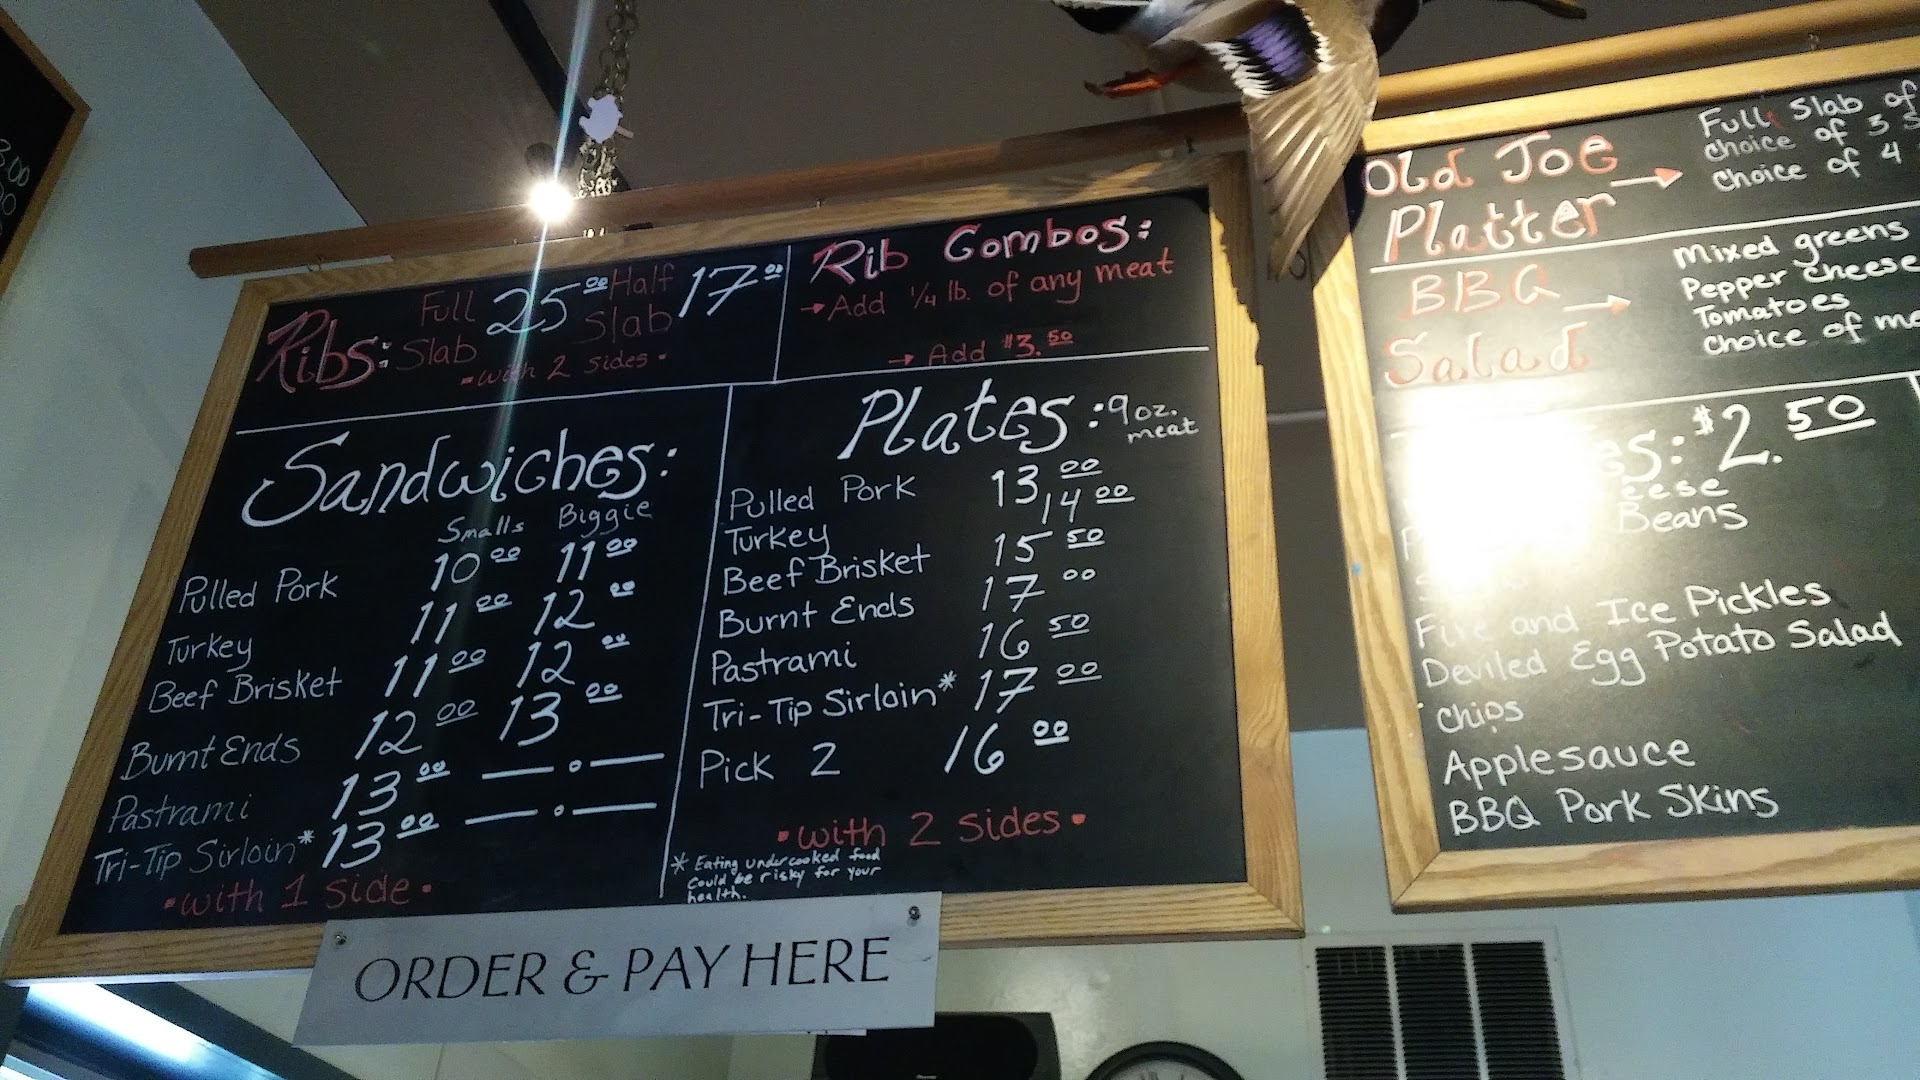 Ribs: Full Slab 25.00 Half Slab 17.00
•with 2 sides•
Rib Combos:
→Add 1/4 lb. of any meat
→ Add $3.50
Sandwiches:
Smalls Biggie
Pulled Pork 10 00 11 00
Turkey 11 00 12 00
Beef Brisket 11 00 12 00
Burnt Ends 12 00 13 00
Pastrami 13 00 — o —
Tri-Tip Sirloin* 13 00 — o —
•with 1 side•
Plates: 9 oz. meat
Pulled Pork 13 00
Turkey 14 00
Beef Brisket 15 50
Burnt Ends 17 00
Pastrami 16 50
Tri-Tip Sirloin* 17 00
Pick 2 16 00
•with 2 sides•
* Eating undercooked food
could be risky for your
health.
ORDER & PAY HERE
Old Joe
Platter →
Full Slab of
choice of 3
choice of 4
BBQ →
Salad
Mixed greens
Pepper Cheese
Tomatoes
choice of
$2.50
Beans
Fire and Ice Pickles
Deviled Egg Potato Salad
Chips
Applesauce
BBQ Pork Skins